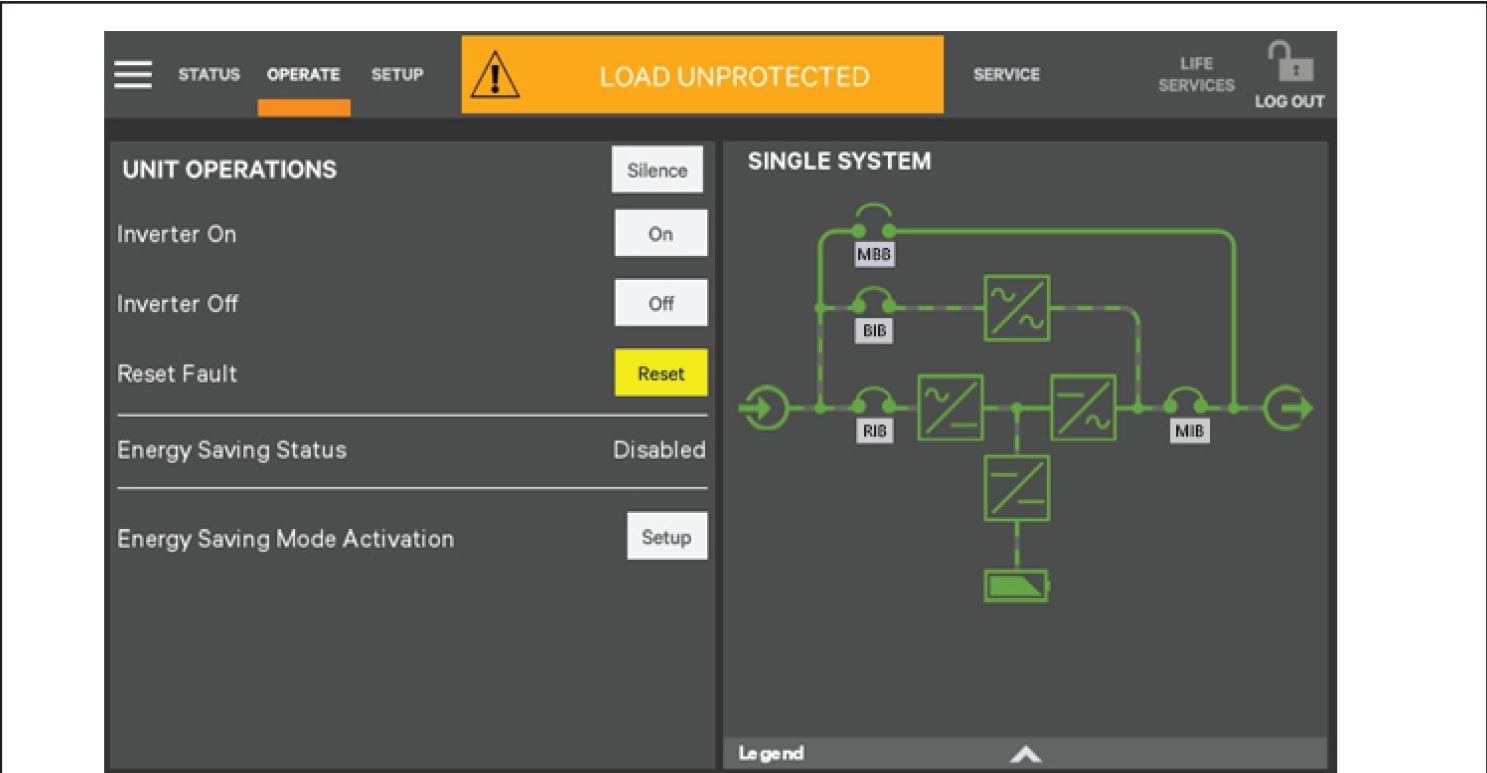 STATUS OPERATE SETUP LOAD UNPROTECTED SERVICE LIFE SERVICES LOG OUT
UNIT OPERATIONS Silence
Inverter On On
Inverter Off Off
Reset Fault Reset
Energy Saving Status Disabled
Energy Saving Mode Activation Setup
SINGLE SYSTEM
MBB
BIB
RIB MIB
Legend